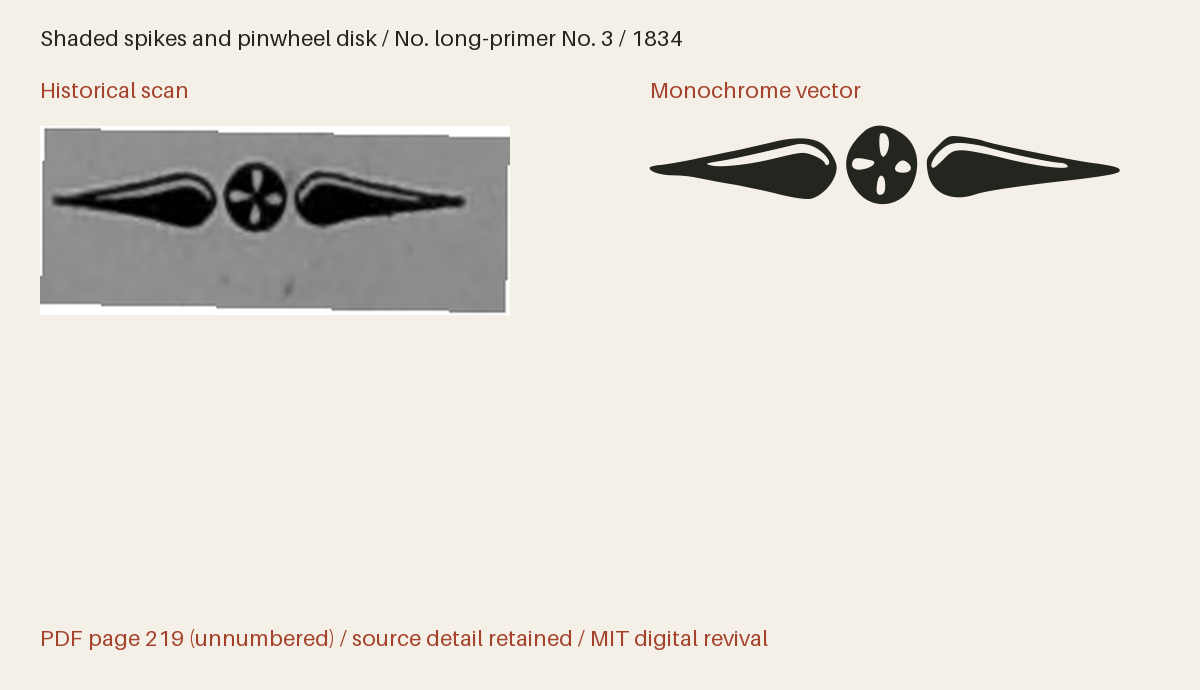 Shaded spikes and pinwheel disk / No. long-primer No. 3 / 1834
Historical scan
Monochrome vector
PDF page 219 (unnumbered) / source detail retained / MIT digital revival